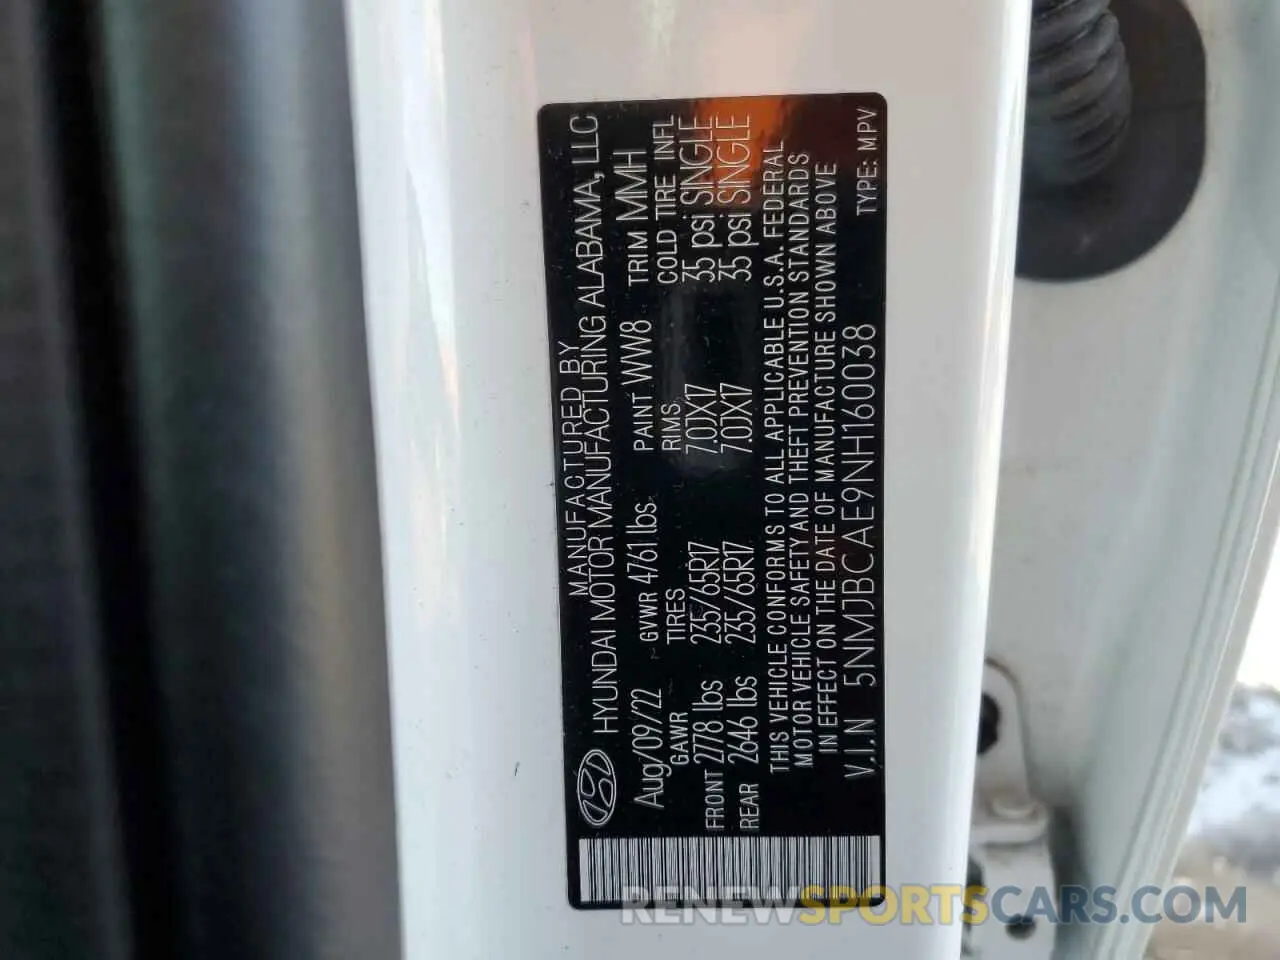 MANUFACTURED BY
HYUNDAI MOTOR MANUFACTURING ALABAMA, LLC
Aug/09/22 GVWR 4761 lbs PAINT WW8 TRIM MMH
GAWR TIRES RIMS COLD TIRE INFL
FRONT 2778 lbs 235/65R17 7.0JX17 35 psi SINGLE
REAR 2646 lbs 235/65R17 7.0JX17 35 psi SINGLE
THIS VEHICLE CONFORMS TO ALL APPLICABLE U.S.A. FEDERAL
MOTOR VEHICLE SAFETY AND THEFT PREVENTION STANDARDS
IN EFFECT ON THE DATE OF MANUFACTURE SHOWN ABOVE
V.I.N 5NMJBCAE9NH160038 TYPE: MPV
RENEWSPORTSCARS.COM